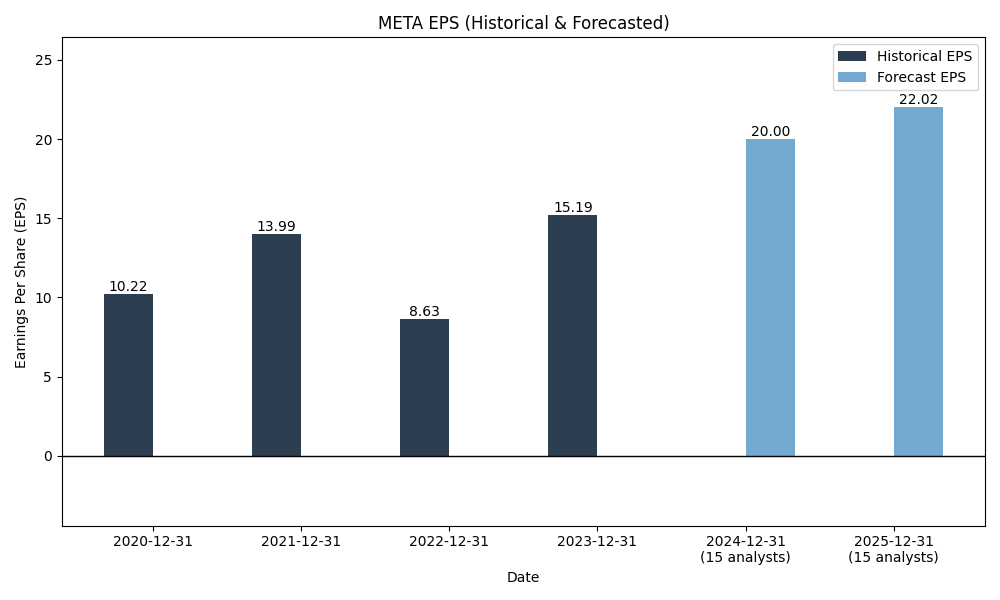 META EPS (Historical & Forecasted)
Historical EPS
Forecast EPS
25
20
15
10
5
0
Earnings Per Share (EPS)
10.22
13.99
8.63
15.19
20.00
22.02
2020-12-31
2021-12-31
2022-12-31
2023-12-31
2024-12-31
(15 analysts)
2025-12-31
(15 analysts)
Date